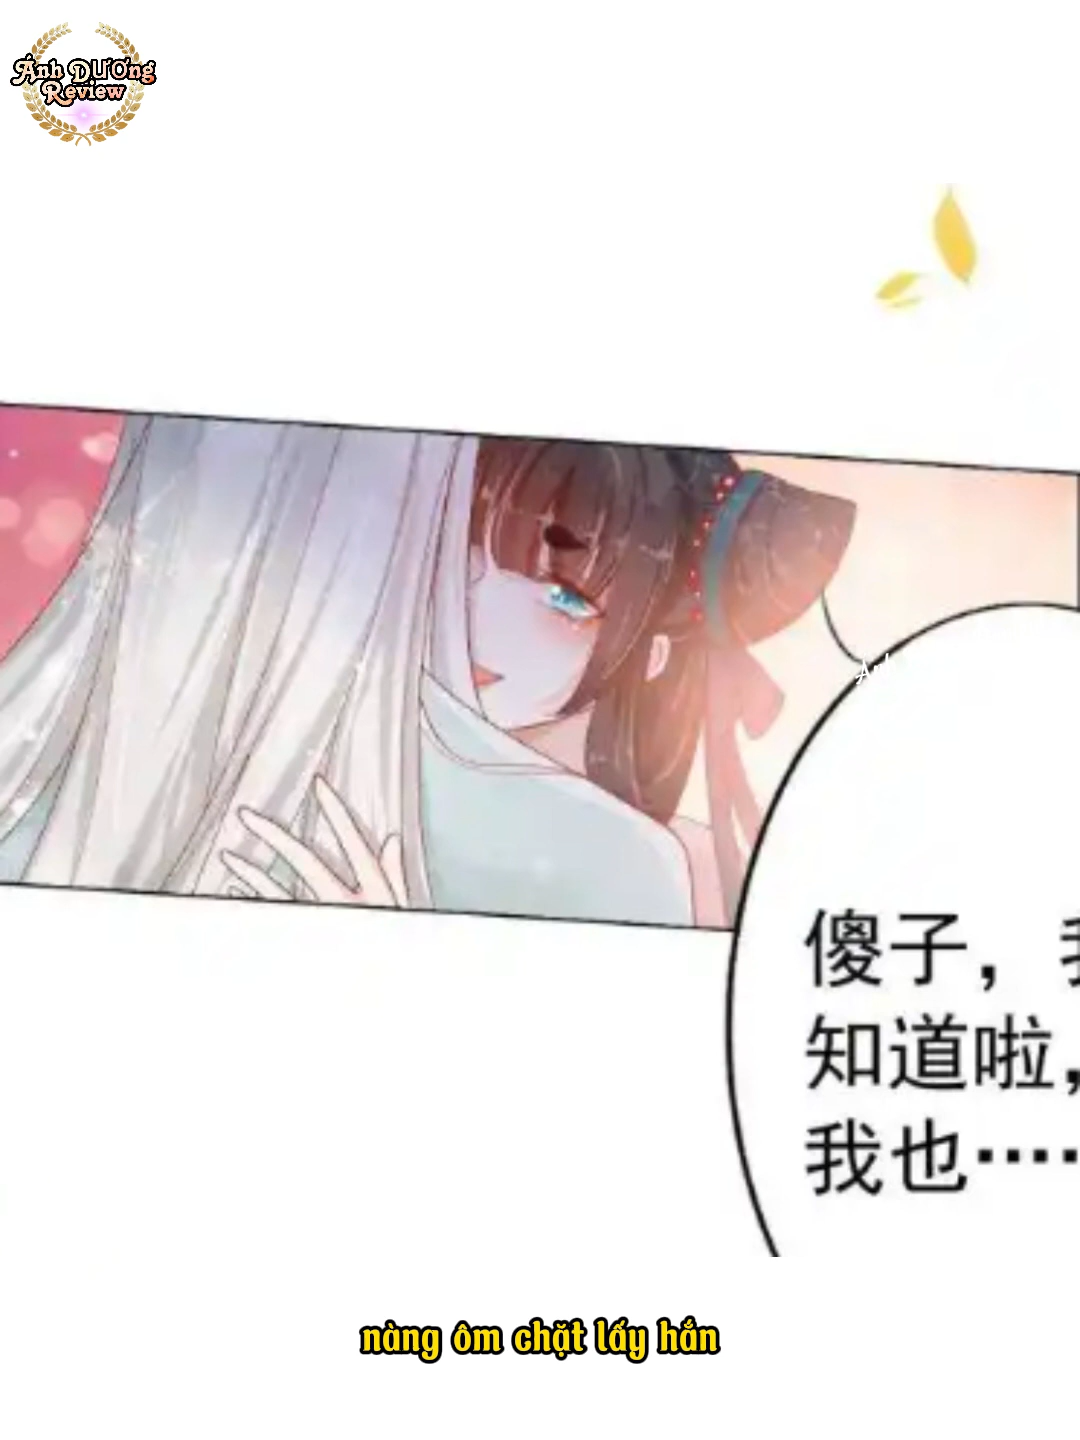 Ánh Dương
Review
傻子，
知道啦，
我也……
nàng ôm chặt lấy hắn